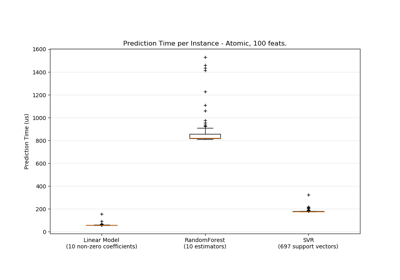 Prediction Time per Instance - Atomic, 100 feats.
1600
1400
1200
1000
800
600
400
200
0
Prediction Time (us)
Linear Model
(10 non-zero coefficients)
RandomForest
(10 estimators)
SVR
(697 support vectors)